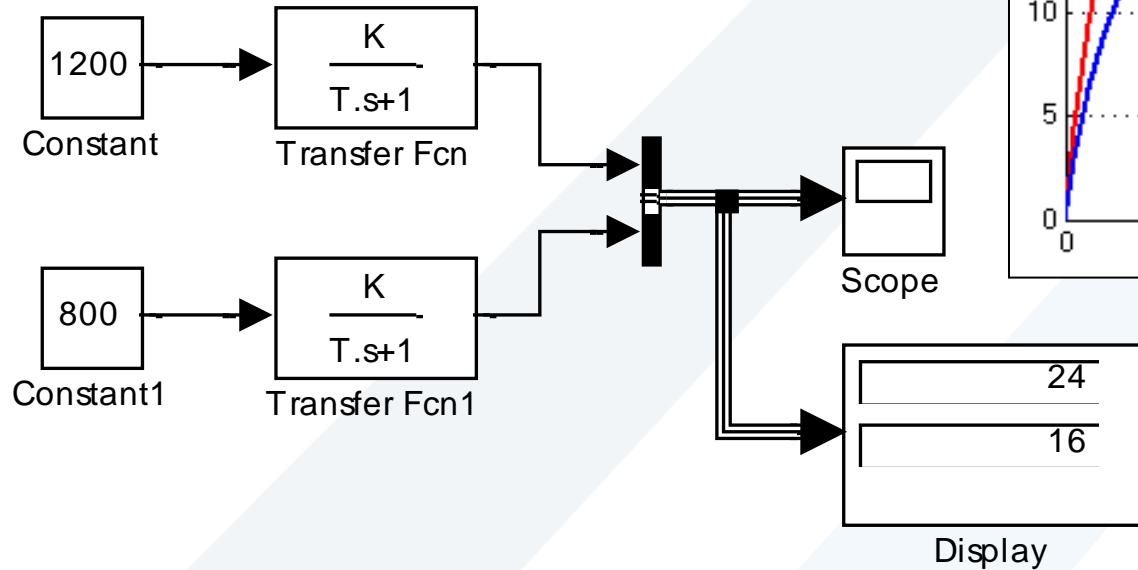 1200
Constant
K
T.s+1
Transfer Fcn
800
Constant1
K
T.s+1
Transfer Fcn1
Scope
24
16
Display
10
5
0
0